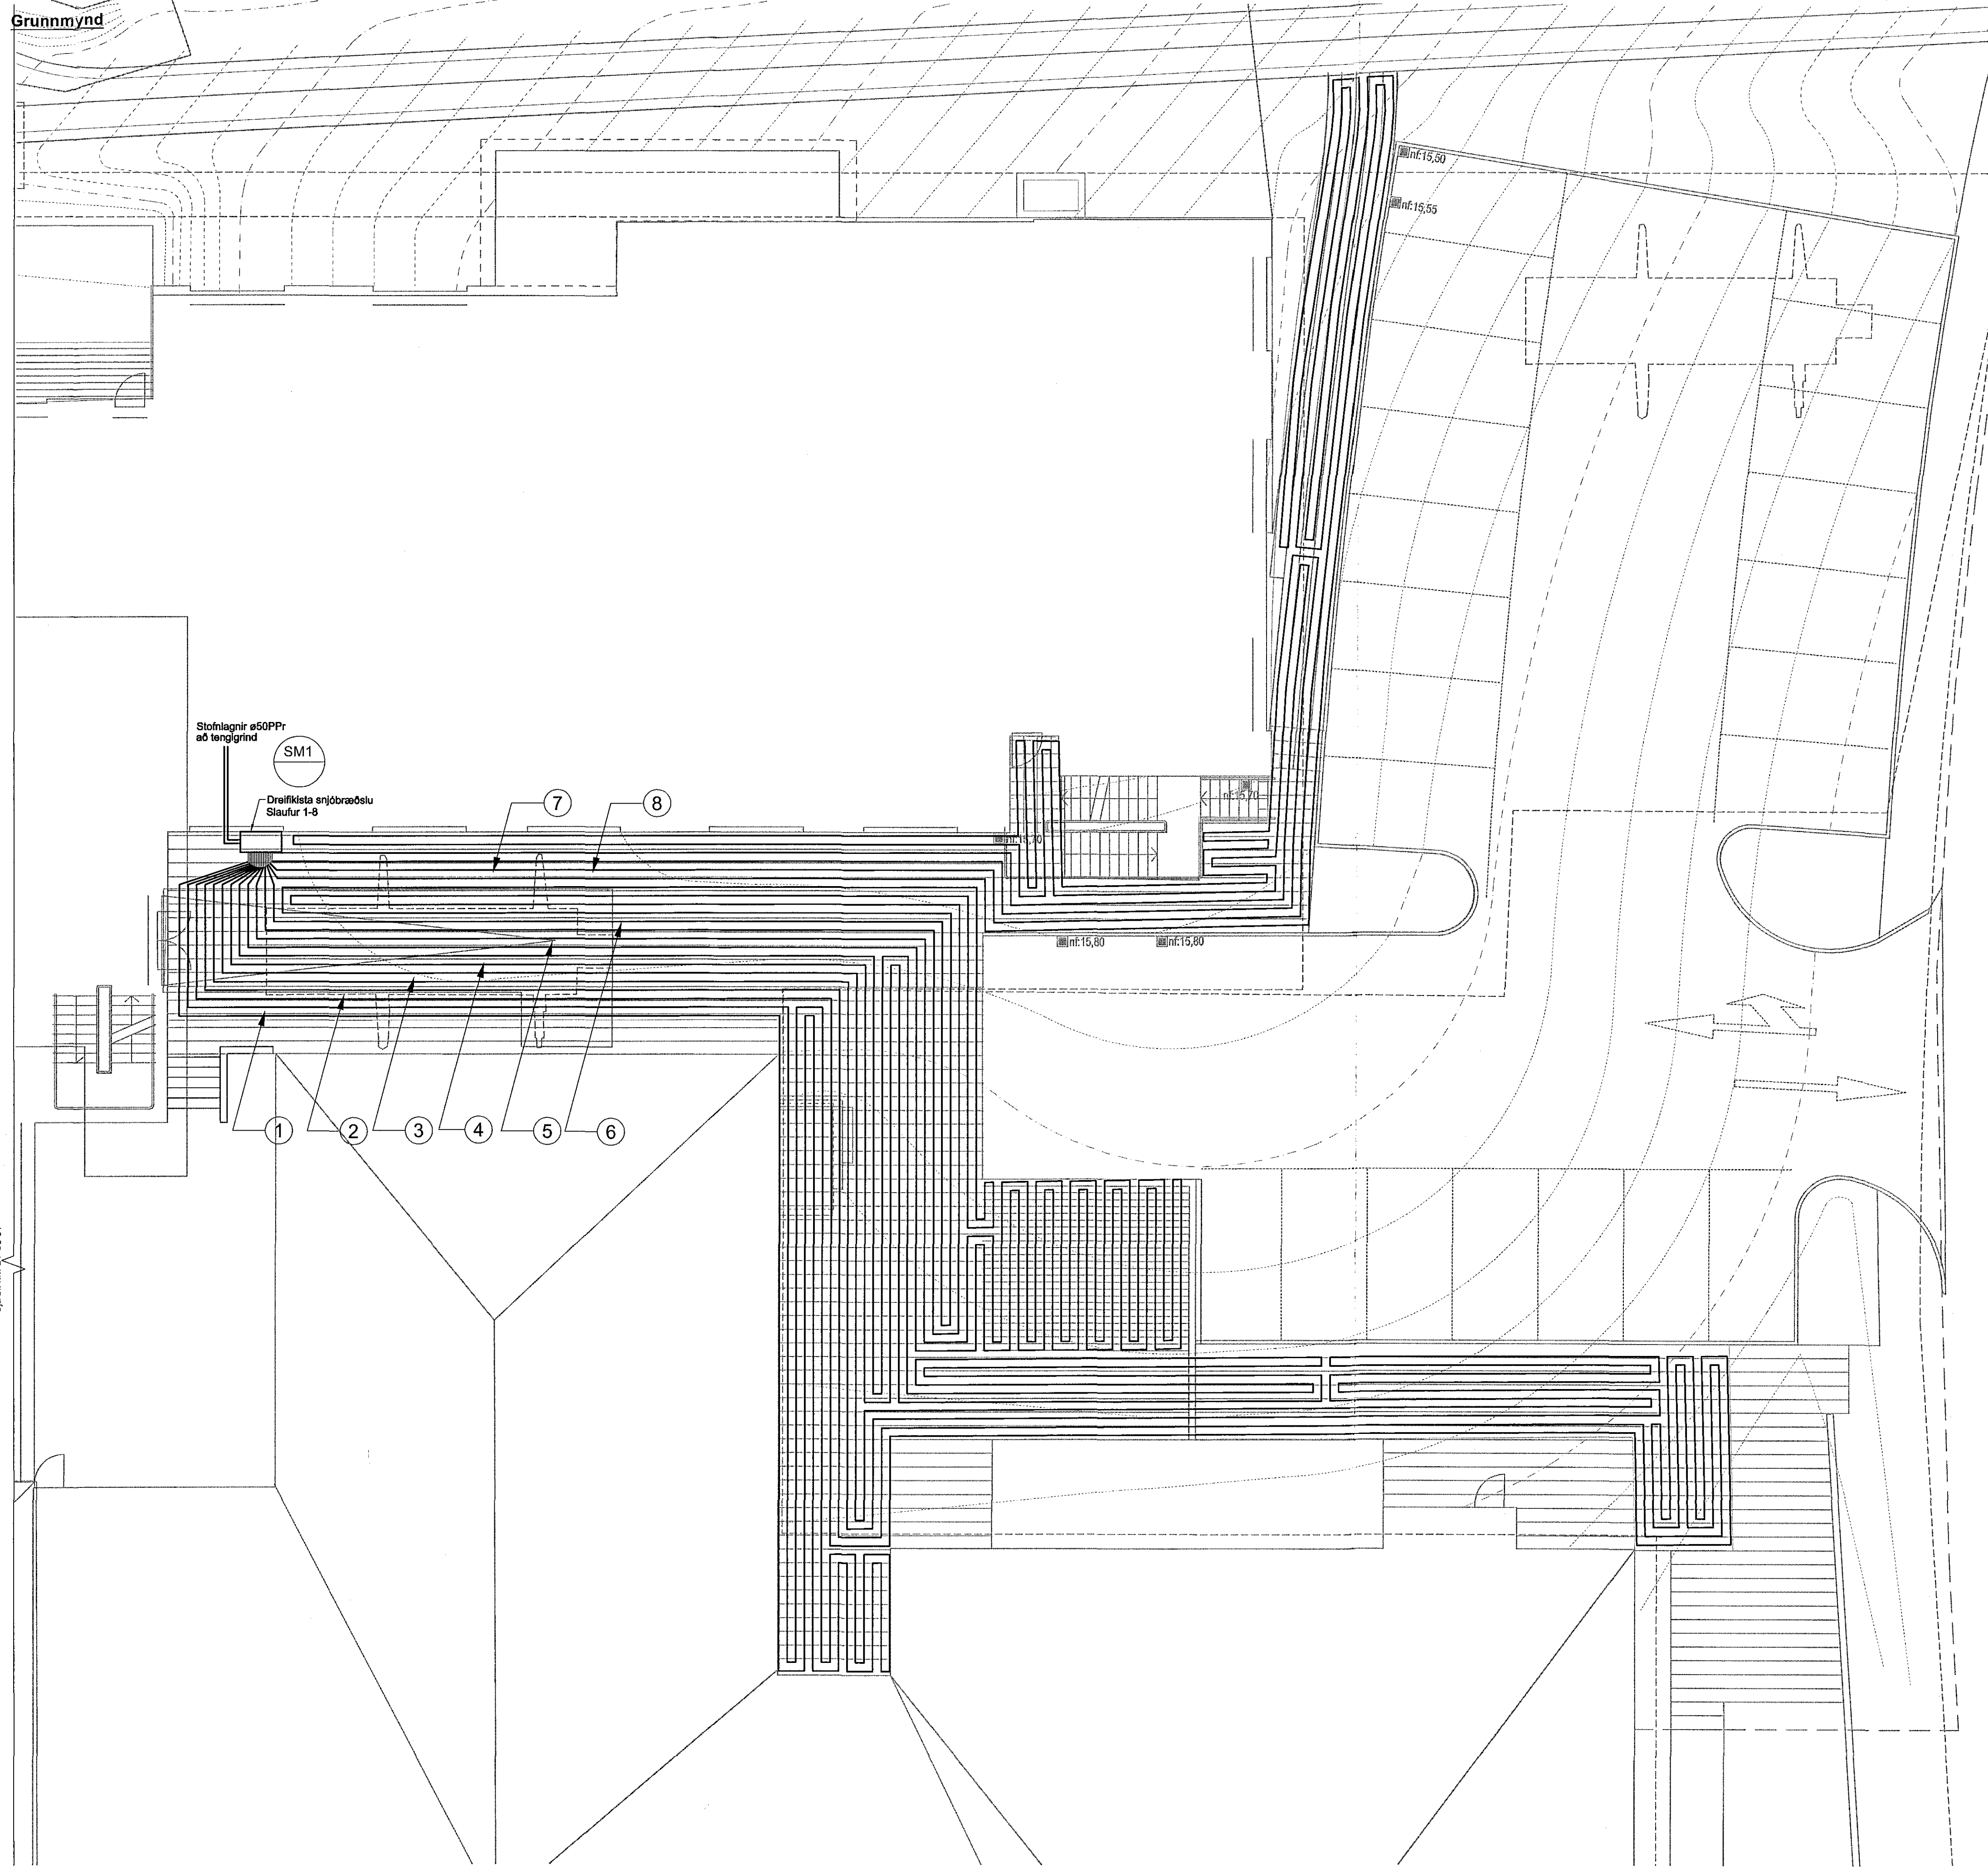 Grunnmynd
nf:15,50
nf:15,55
Stofnlagnir ø50PPr
að tengigrind
SM1
Dreifikista snjóbræðslu
Slaufur 1-8
7
8
nf:15,70
nf:15,80
nf:15,80
1
2
3
4
5
6